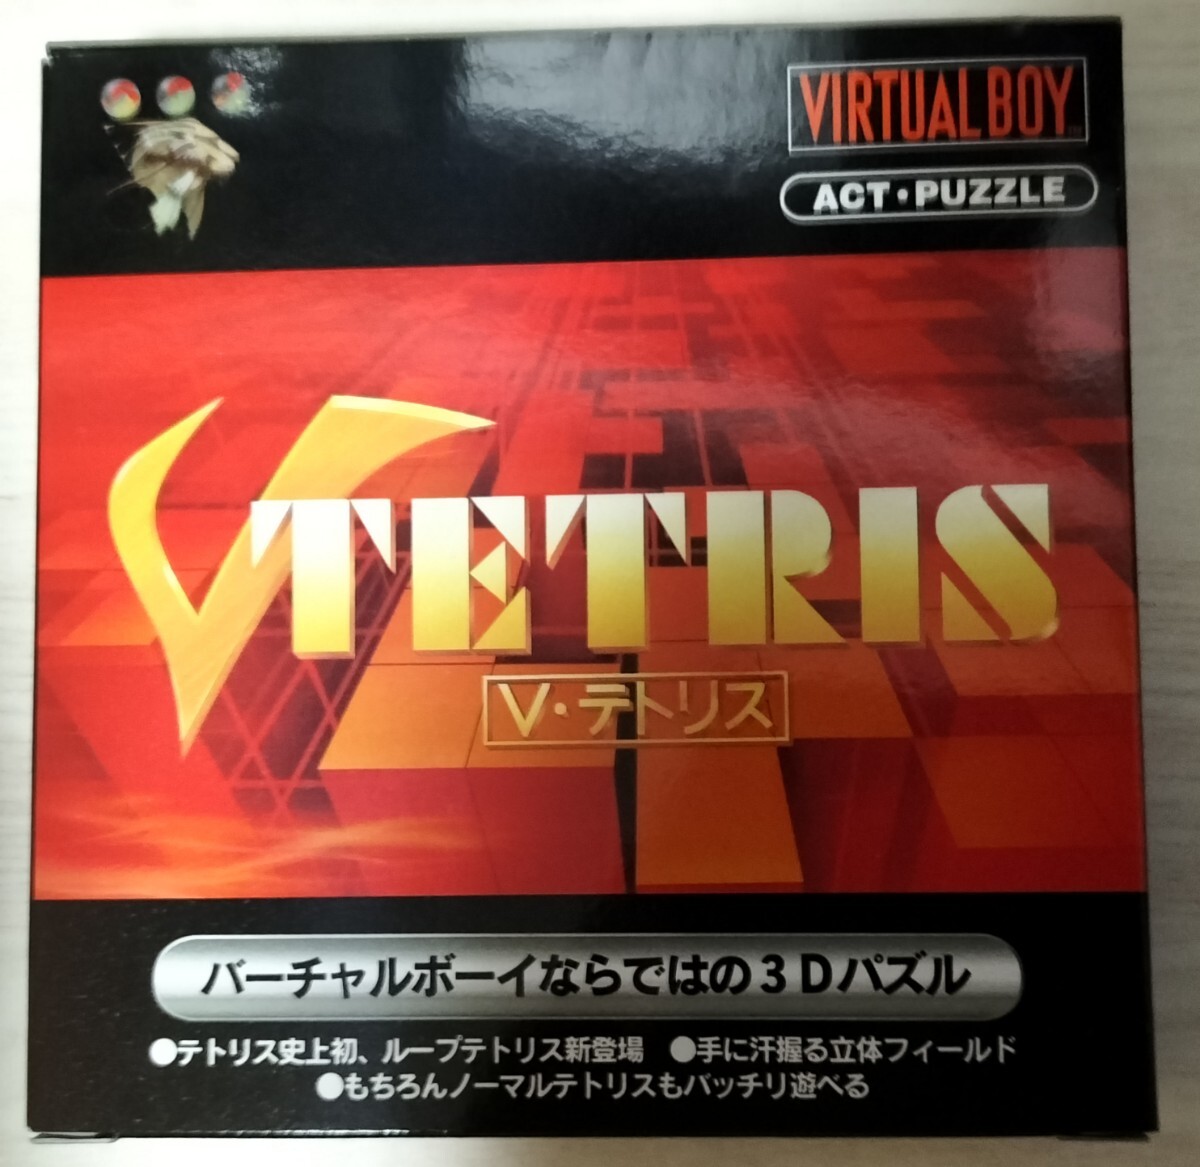 VIRTUAL BOY
ACT・PUZZLE
V TETRIS
V・テトリス
バーチャルボーイならではの3Dパズル
●テトリス史上初、ループテトリス新登場 ●手に汗握る立体フィールド
●もちろんノーマルテトリスもバッチリ遊べる